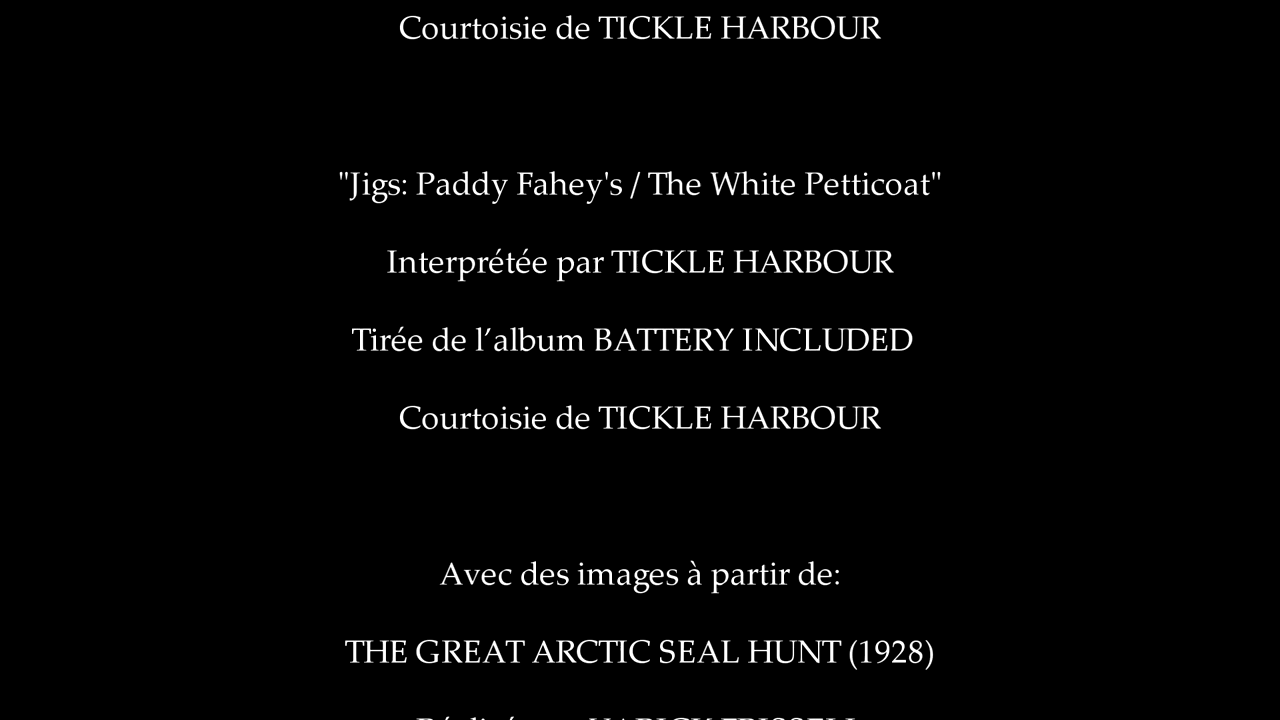 Courtoisie de TICKLE HARBOUR
"Jigs: Paddy Fahey's / The White Petticoat"
Interprétée par TICKLE HARBOUR
Tirée de l’album BATTERY INCLUDED
Courtoisie de TICKLE HARBOUR
Avec des images à partir de:
THE GREAT ARCTIC SEAL HUNT (1928)